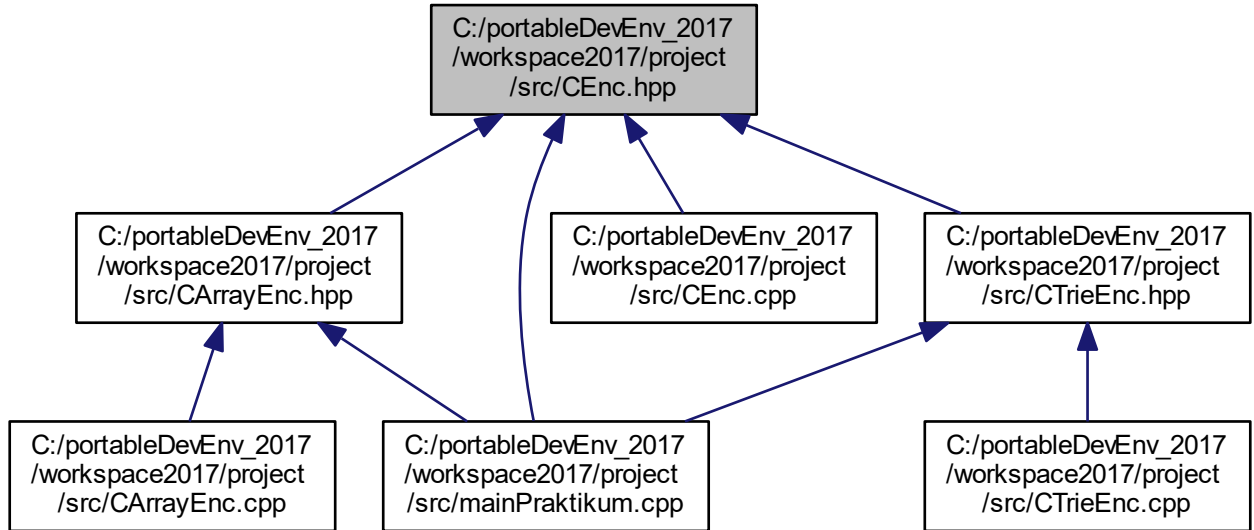 C:/portableDevEnv_2017
/workspace2017/project
/src/CEnc.hpp
C:/portableDevEnv_2017
/workspace2017/project
/src/CArrayEnc.hpp
C:/portableDevEnv_2017
/workspace2017/project
/src/CEnc.cpp
C:/portableDevEnv_2017
/workspace2017/project
/src/CTrieEnc.hpp
C:/portableDevEnv_2017
/workspace2017/project
/src/CArrayEnc.cpp
C:/portableDevEnv_2017
/workspace2017/project
/src/mainPraktikum.cpp
C:/portableDevEnv_2017
/workspace2017/project
/src/CTrieEnc.cpp